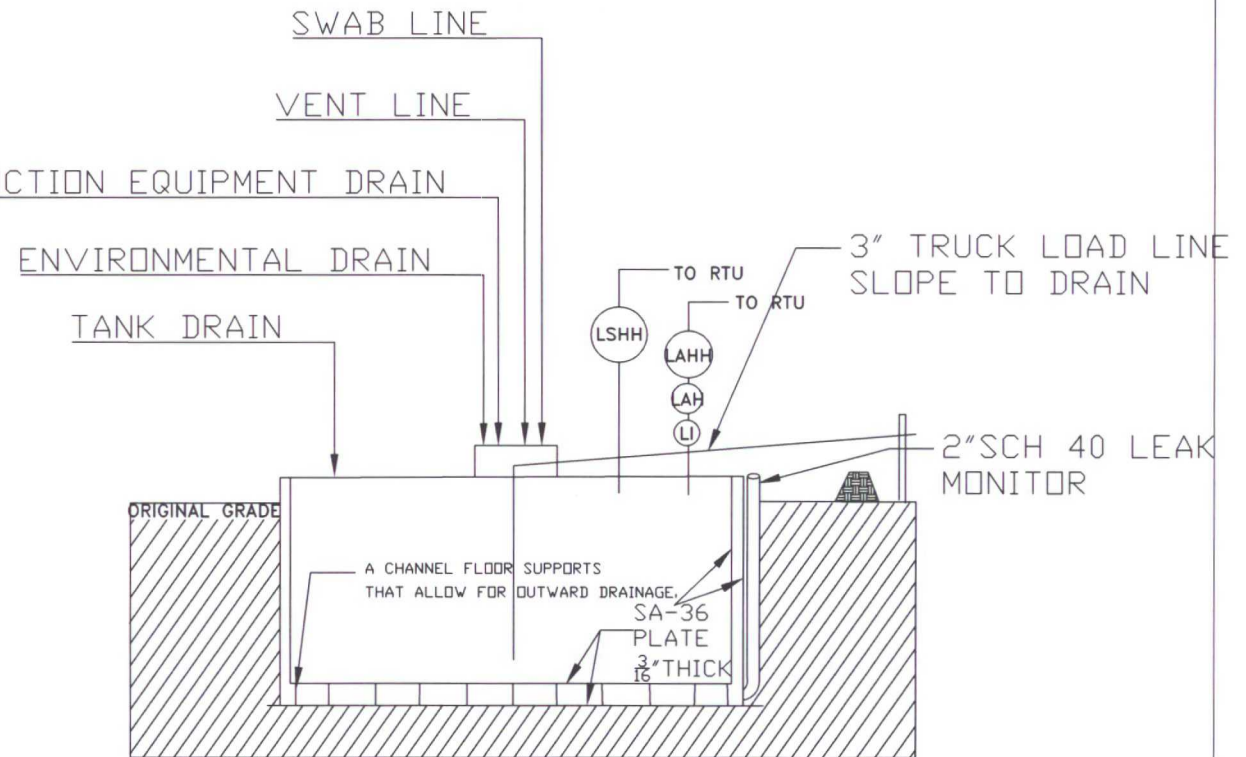 SWAB LINE
VENT LINE
CTION EQUIPMENT DRAIN
ENVIRONMENTAL DRAIN
TANK DRAIN
TO RTU
TO RTU
LSHH
LAHH
LAH
LI
3" TRUCK LOAD LINE
SLOPE TO DRAIN
2"SCH 40 LEAK
MONITOR
ORIGINAL GRADE
A CHANNEL FLOOR SUPPORTS
THAT ALLOW FOR OUTWARD DRAINAGE.
SA-36
PLATE
3/16"THICK